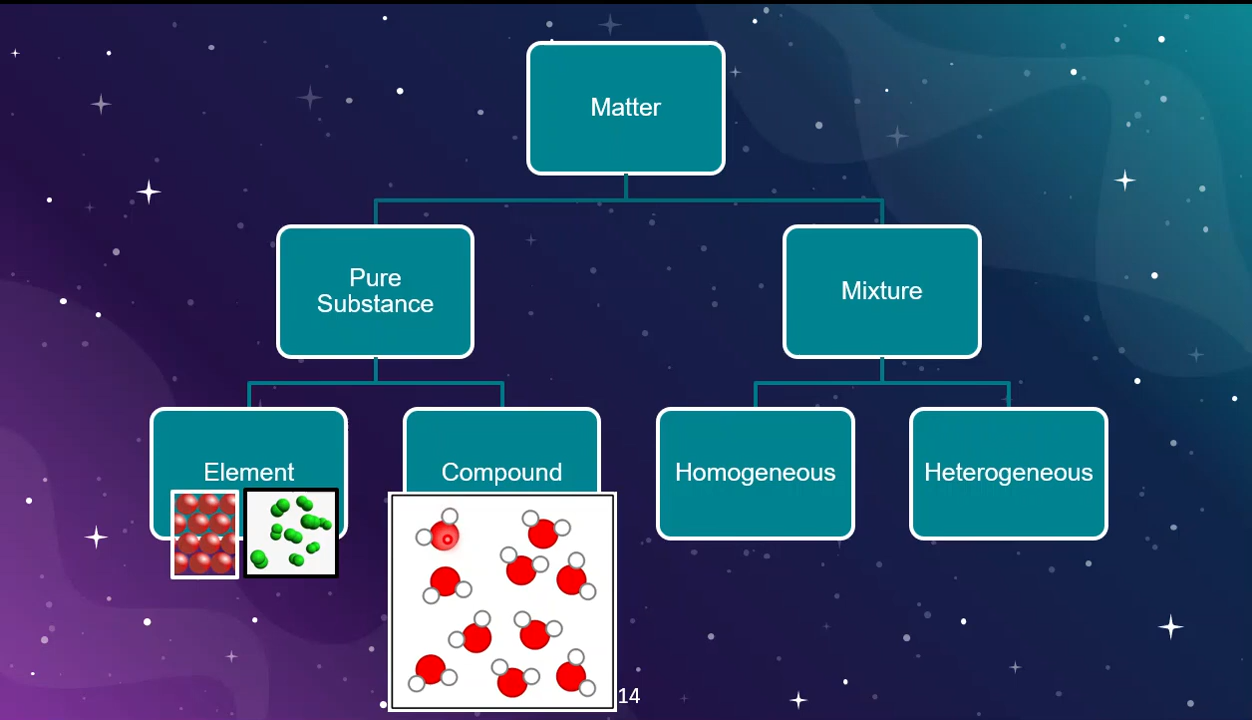 Matter
Pure
Substance
Mixture
Element
Compound
Homogeneous
Heterogeneous
14